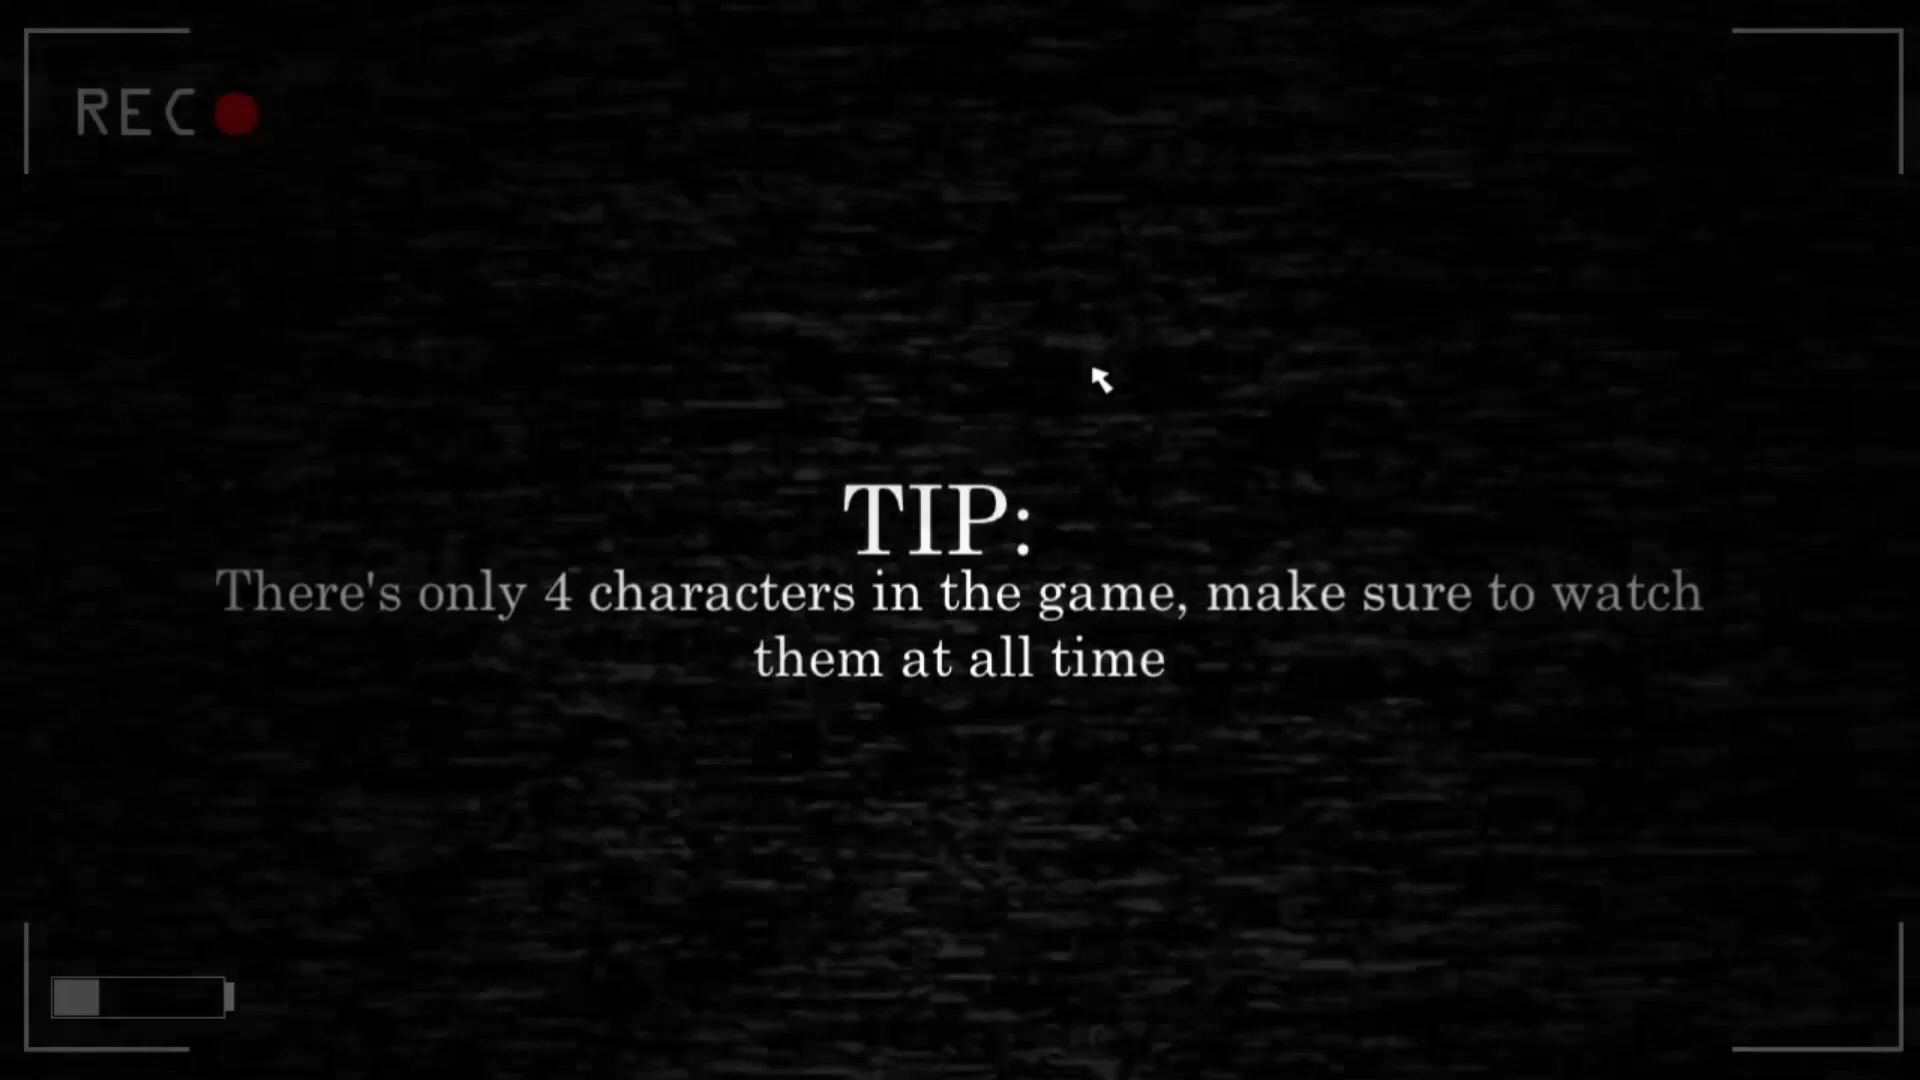 REC
TIP:
There's only 4 characters in the game, make sure to watch
them at all time